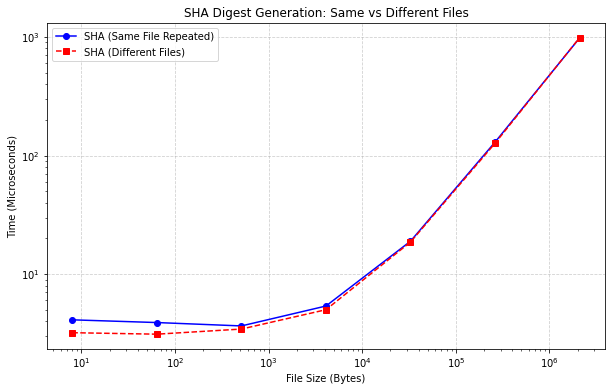 SHA Digest Generation: Same vs Different Files
SHA (Same File Repeated)
SHA (Different Files)
Time (Microseconds)
10³
10²
10¹
10¹
10²
10³
10⁴
10⁵
10⁶
File Size (Bytes)